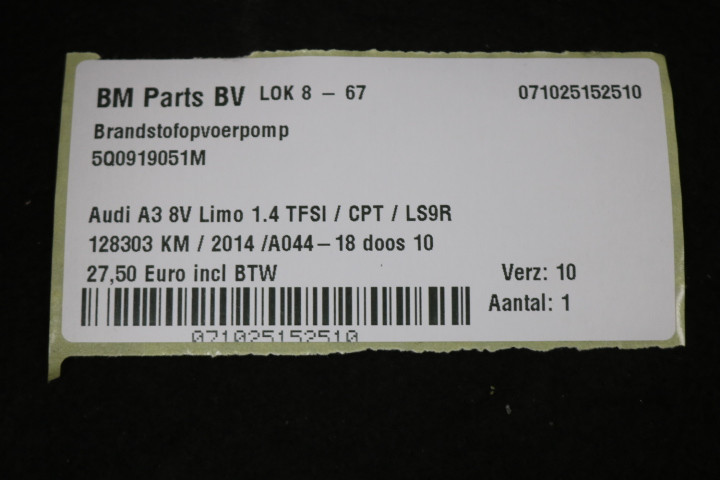 BM Parts BV LOK 8 - 67 071025152510
Brandstofopvoerpomp
5Q0919051M
Audi A3 8V Limo 1.4 TFSI / CPT / LS9R
128303 KM / 2014 /A044-18 doos 10
27,50 Euro incl BTW Verz: 10
Aantal: 1
071025152510